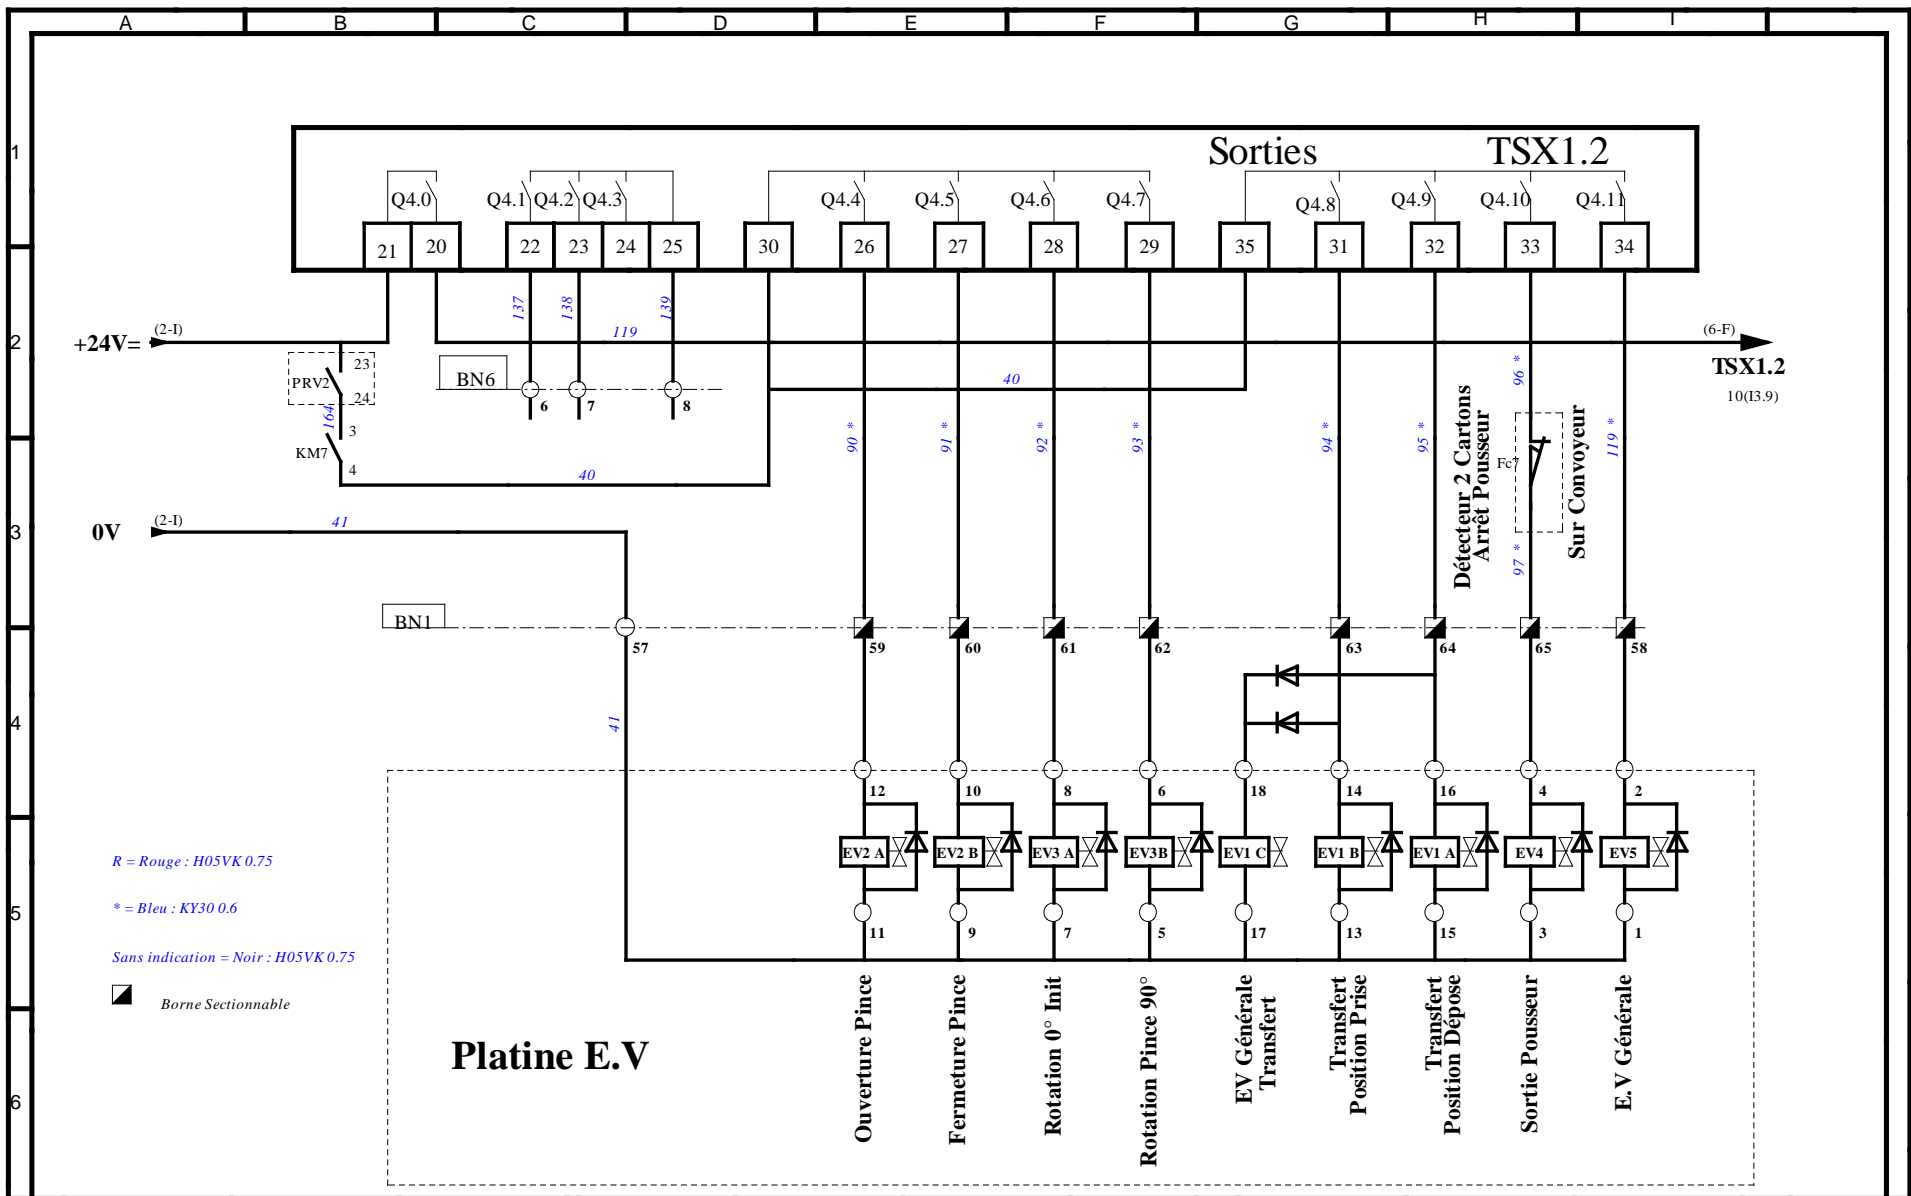 A B C D E F G H I
1
Sorties TSX1.2
Q4.0 Q4.1 Q4.2 Q4.3 Q4.4 Q4.5 Q4.6 Q4.7 Q4.8 Q4.9 Q4.10 Q4.11
21 20 22 23 24 25 30 26 27 28 29 35 31 32 33 34
137 138 139
2
+24V= (2-I)
119
(6-F)
TSX1.2
10(I3.9)
PRV2 23
24
BN6
6 7 8
40
164
3
KM7
4
40
90 * 91 * 92 * 93 * 94 * 95 * 96 * 119 *
Détecteur 2 Cartons
Arrêt Pousseur
Fc7
Sur Convoyeur
97 *
3
0V (2-I)
41
BN1
57 59 60 61 62 63 64 65 58
4
41
12 10 8 6 18 14 16 4 2
EV2 A EV2 B EV3 A EV3B EV1 C EV1 B EV1 A EV4 EV5
R = Rouge : H05VK 0.75
5
* = Bleu : KY30 0.6
11 9 7 5 17 13 15 3 1
Sans indication = Noir : H05VK 0.75
Borne Sectionnable
Platine E.V
6
Ouverture Pince
Fermeture Pince
Rotation 0° Init
Rotation Pince 90°
EV Générale
Transfert
Transfert
Position Prise
Transfert
Position Dépose
Sortie Pousseur
E.V Générale